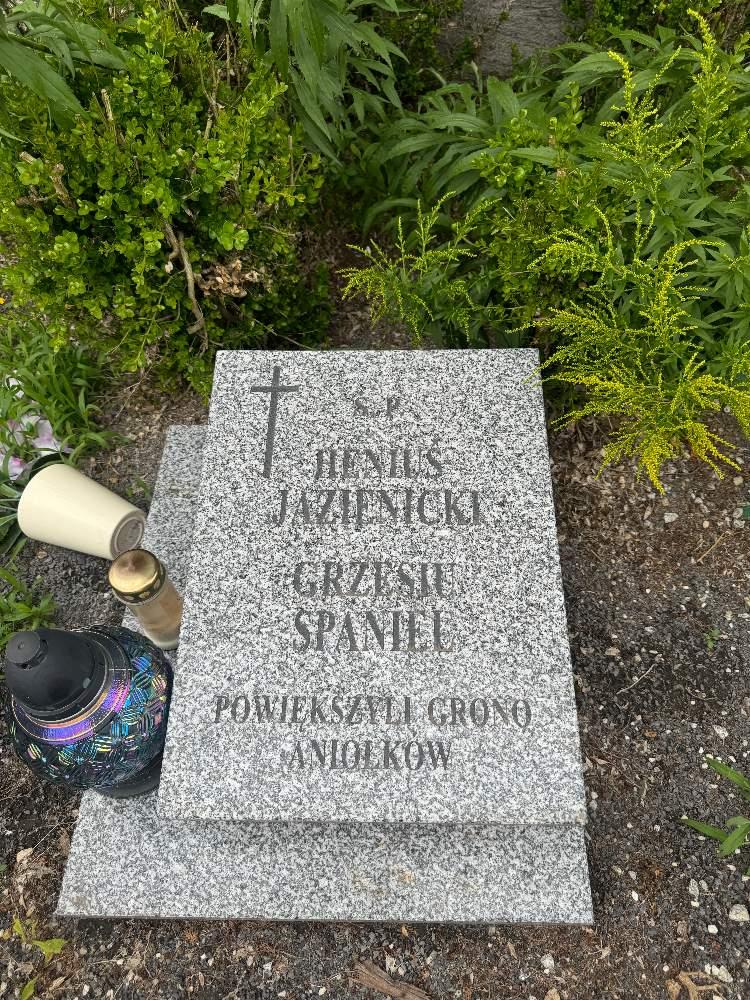 Ś. P.
HENIUŚ
JAZIENICKI
GRZESIU
SPANIEL
POWIĘKSZYLI GRONO
ANIOŁKÓW